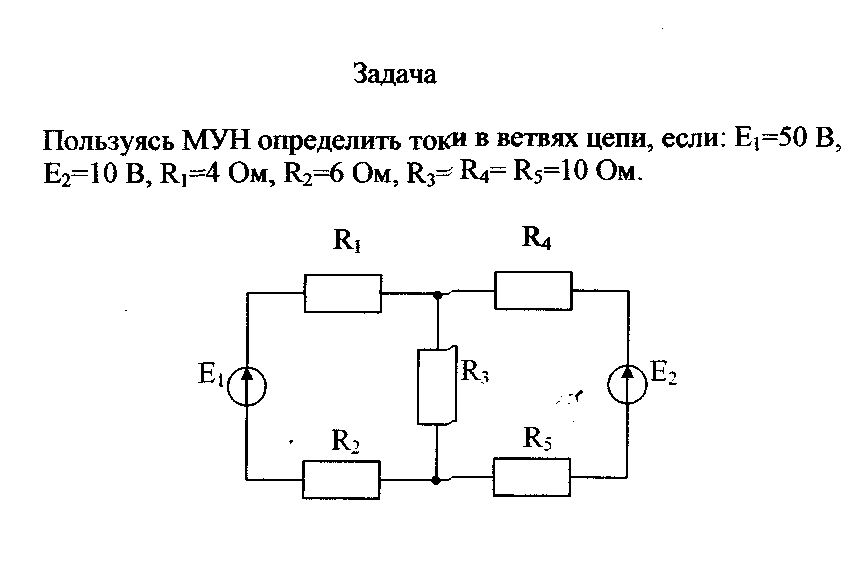 Задача
Пользуясь МУН определить токи в ветвях цепи, если: E₁=50 В,
E₂=10 В, R₁=4 Ом, R₂=6 Ом, R₃= R₄= R₅=10 Ом.
R₁ R₄
E₁ R₃ E₂
R₂ R₅